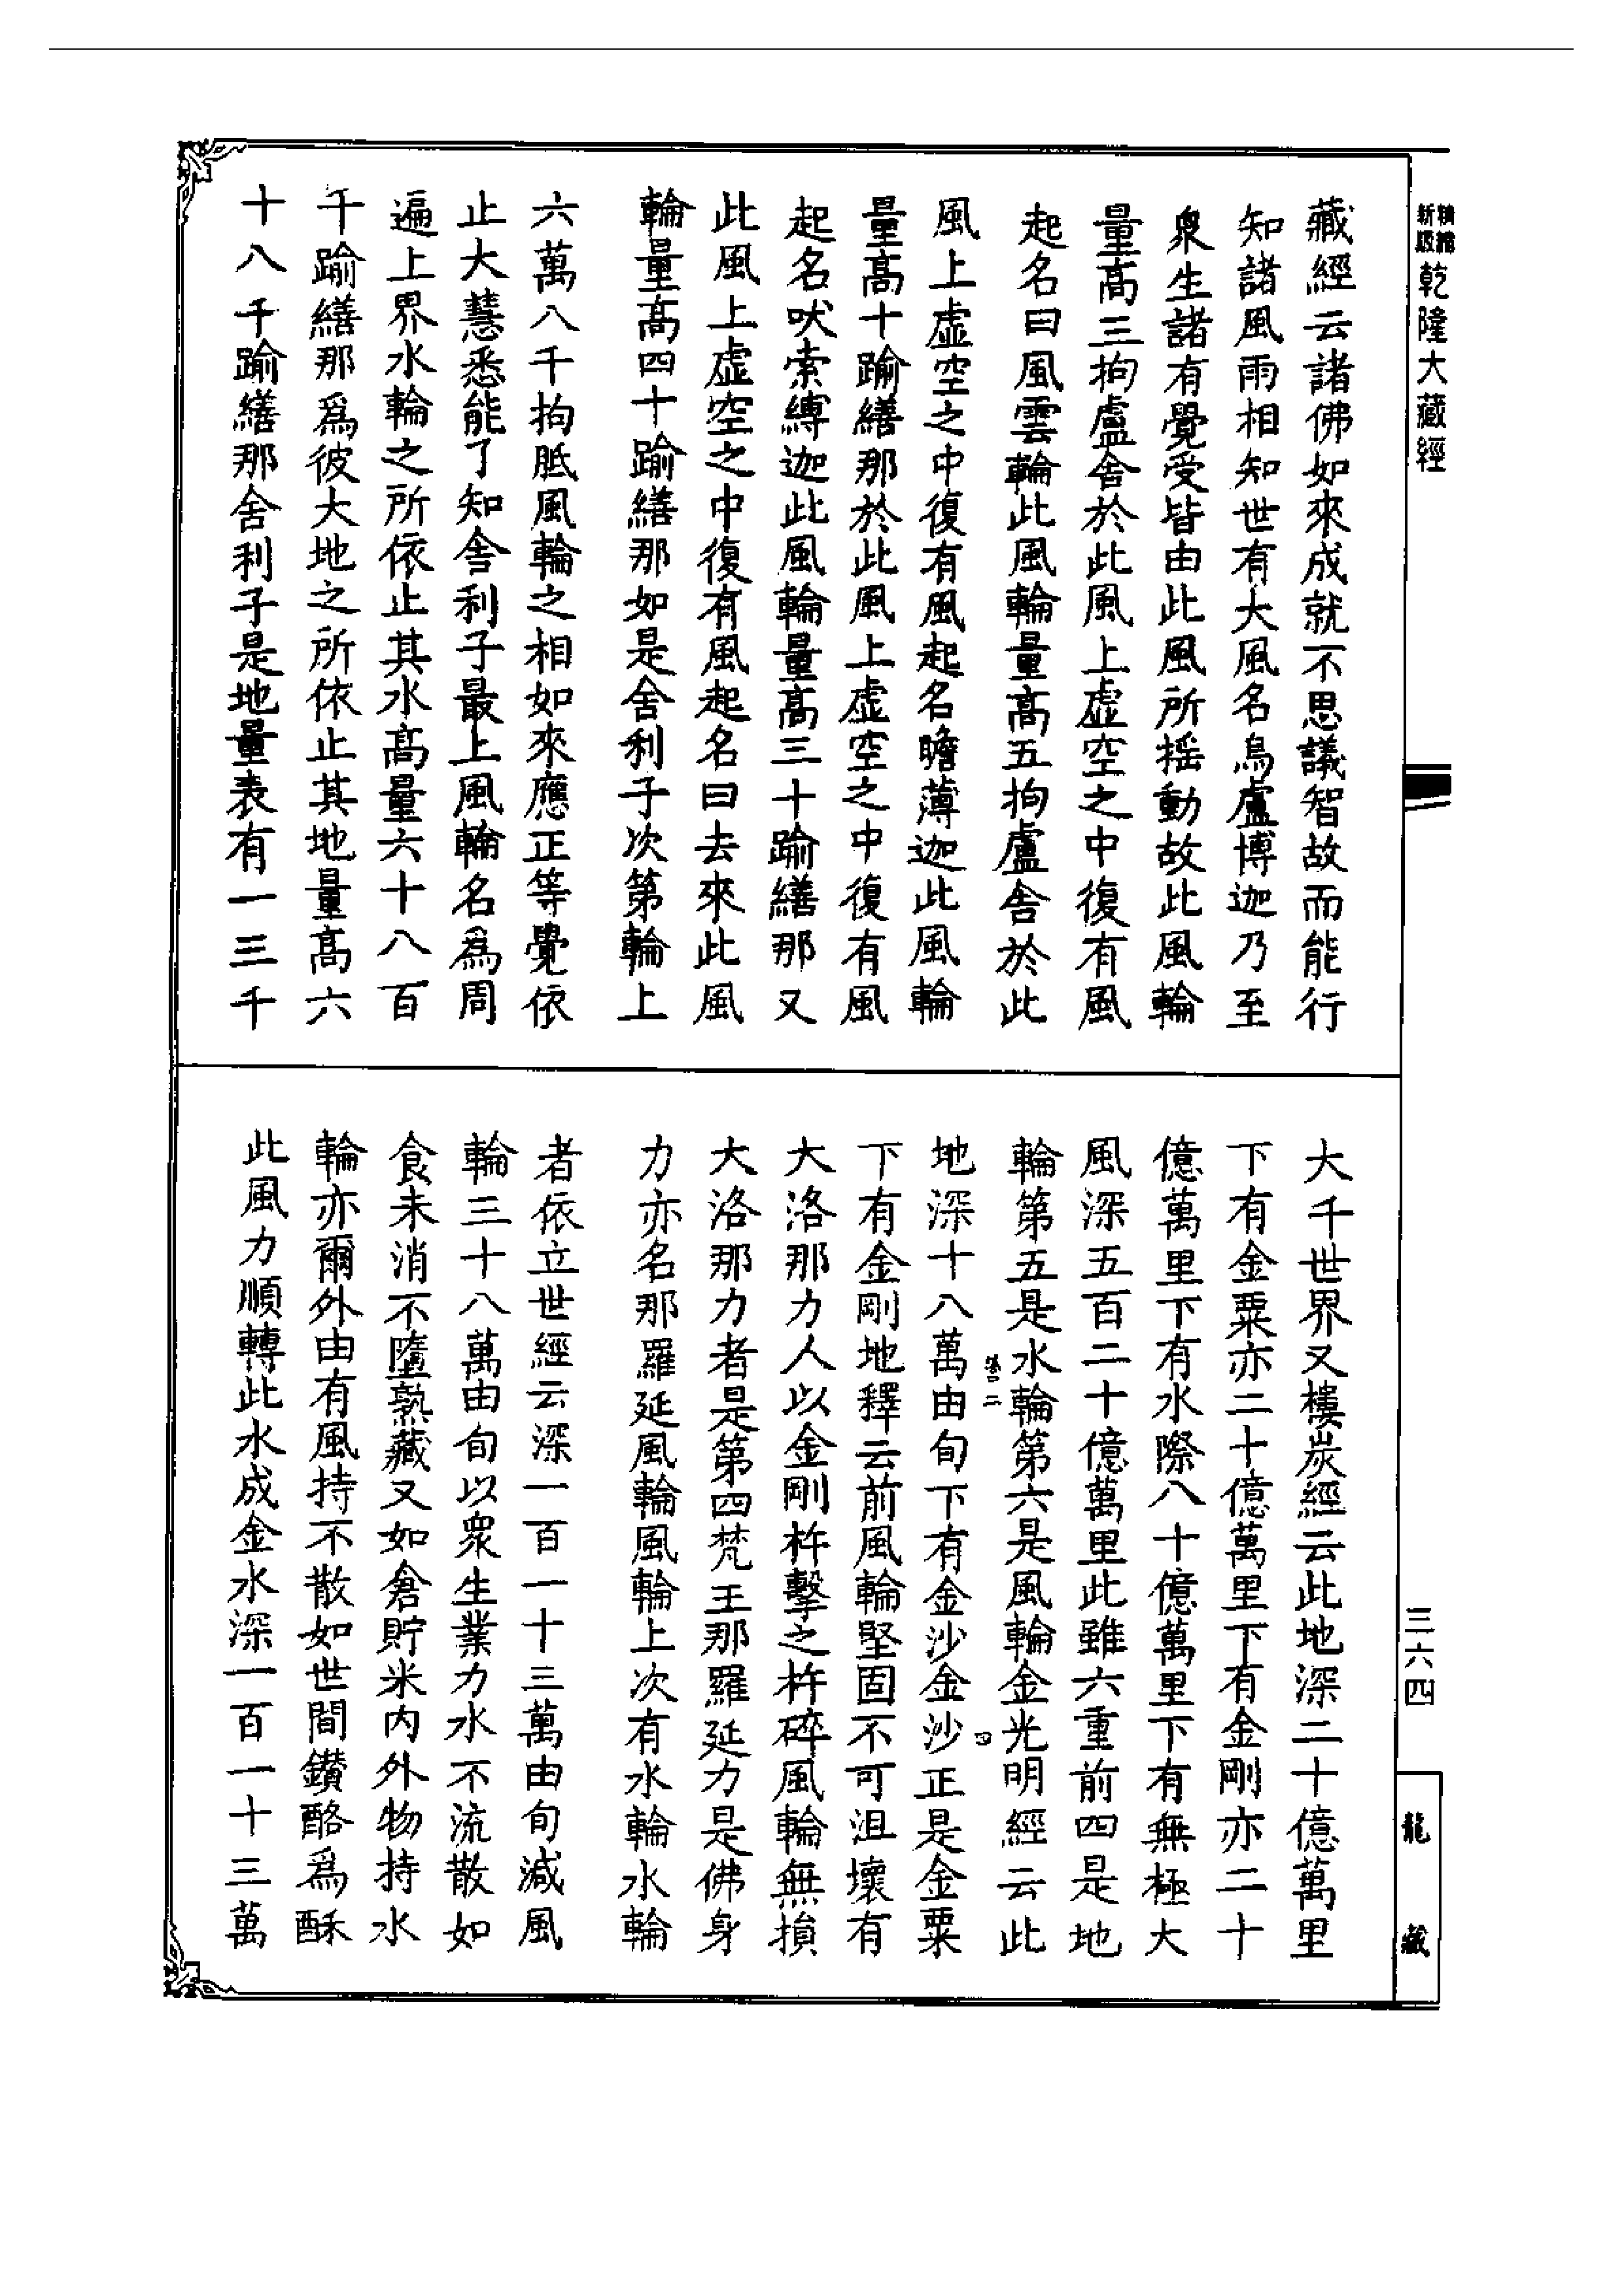 精縮
新版
乾隆大藏經
藏經云諸佛如來成就不思議智故而能行
知諸風雨相知世有大風名烏盧博迦乃至
衆生諸有覺受皆由此風所搖動故此風輪
量高三拘盧舍於此風上虛空之中復有風
起名曰風雲輪此風輪量高五拘盧舍於此
風上虛空之中復有風起名瞻薄迦此風輪
量高十踰繕那於此風上虛空之中復有風
起名吠索縛迦此風輪量高三十踰繕那又
此風上虛空之中復有風起名曰去來此風
輪量高四十踰繕那如是舍利子次第輪上
六萬八千拘胝風輪之相如來應正等覺依
止大慧悉能了知舍利子最上風輪名爲周
遍上界水輪之所依止其水高量六十八百
千踰繕那爲彼大地之所依止其地量高六
十八千踰繕那舍利子是地量表有一三千
大千世界又樓炭經云此地深二十億萬里
下有金粟亦二十億萬里下有金剛亦二十
億萬里下有水際八十億萬里下有無極大
風深五百二十億萬里此雖六重前四是地
輪第五是水輪第六是風輪金光明經云此
地深十八萬由旬下有金沙金沙正是金粟
下有金剛地釋云前風輪堅固不可沮壞有
大洛那力人以金剛杵擊之杵碎風輪無損
大洛那力者是第四梵王那羅延力是佛身
力亦名那羅延風輪風輪上次有水輪水輪
者依立世經云深一百一十三萬由旬減風
輪三十八萬由旬以衆生業力水不流散如
食未消不墮熟藏又如倉貯米內外物持水
輪亦爾外由有風持不散如世間鑽酪爲酥
此風力順轉此水成金水深一百一十三萬
二
四
三六四
龍藏